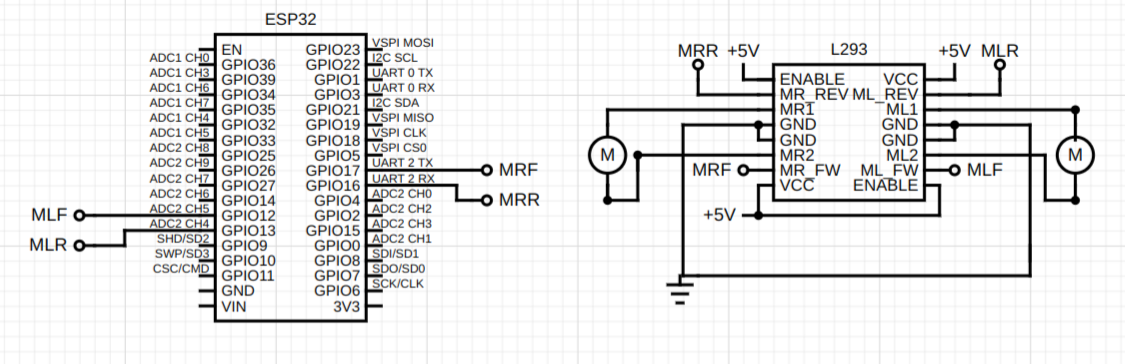 ESP32
EN GPIO23 VSPI MOSI
ADC1 CH0 GPIO36 GPIO22 I2C SCL
ADC1 CH3 GPIO39 GPIO1 UART 0 TX
ADC1 CH6 GPIO34 GPIO3 UART 0 RX
ADC1 CH7 GPIO35 GPIO21 I2C SDA
ADC1 CH4 GPIO32 GPIO19 VSPI MISO
ADC1 CH5 GPIO33 GPIO18 VSPI CLK
ADC2 CH8 GPIO25 GPIO5 VSPI CS0
ADC2 CH9 GPIO26 GPIO17 UART 2 TX MRF
ADC2 CH7 GPIO27 GPIO16 UART 2 RX MRR
ADC2 CH6 GPIO14 GPIO4 ADC2 CH0
MLF ADC2 CH5 GPIO12 GPIO2 ADC2 CH2
MLR ADC2 CH4 GPIO13 GPIO15 ADC2 CH3
SHD/SD2 GPIO9 GPIO0 ADC2 CH1
SWP/SD3 GPIO10 GPIO8 SDI/SD1
CSC/CMD GPIO11 GPIO7 SDO/SD0
GND GPIO6 SCK/CLK
VIN 3V3
L293
MRR +5V +5V MLR
ENABLE VCC
MR_REV ML_REV
MR1 ML1
GND GND
GND GND
M MR2 ML2 M
MRF MR_FW ML_FW MLF
VCC ENABLE
+5V